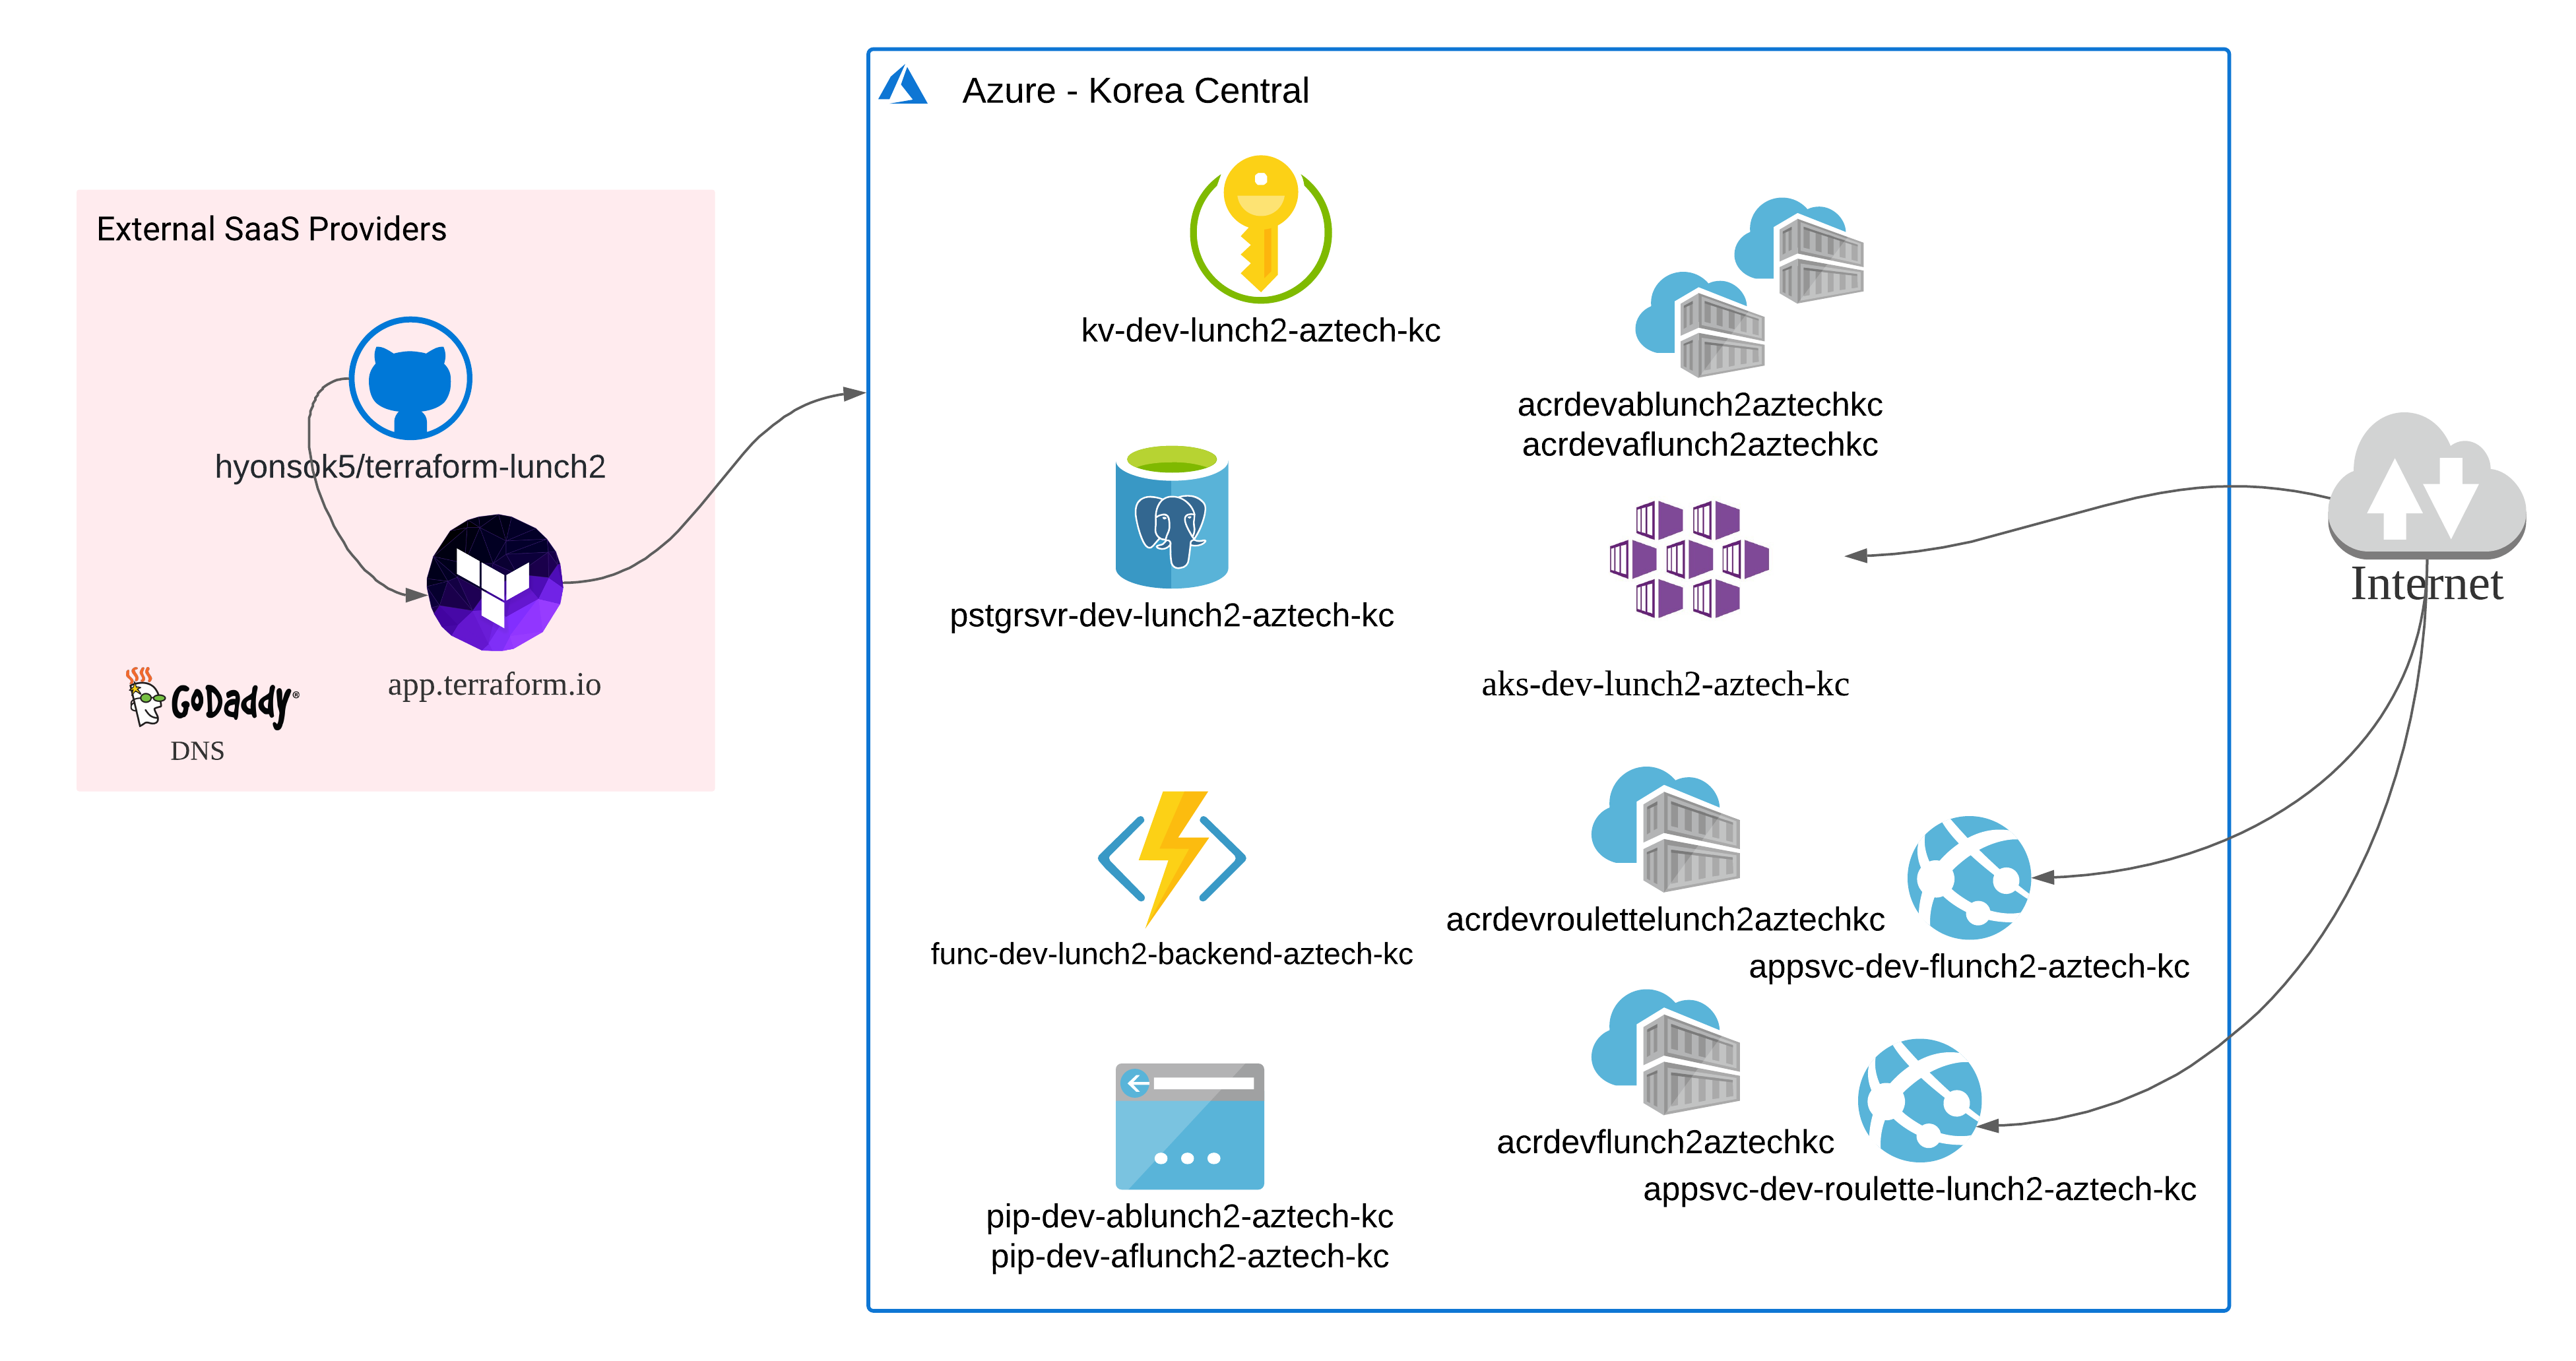 Azure - Korea Central
External SaaS Providers
hyonsok5/terraform-lunch2
app.terraform.io
GoDaddy®
DNS
kv-dev-lunch2-aztech-kc
acrdevablunch2aztechkc
acrdevaflunch2aztechkc
pstgrsvr-dev-lunch2-aztech-kc
aks-dev-lunch2-aztech-kc
func-dev-lunch2-backend-aztech-kc
acrdevroulettelunch2aztechkc
appsvc-dev-flunch2-aztech-kc
acrdevflunch2aztechkc
appsvc-dev-roulette-lunch2-aztech-kc
pip-dev-ablunch2-aztech-kc
pip-dev-aflunch2-aztech-kc
Internet